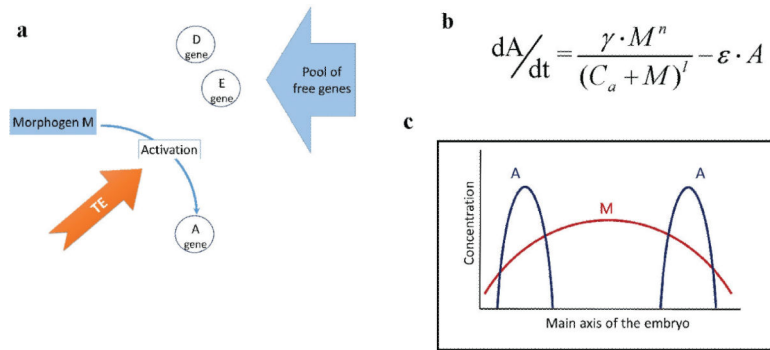 a
D
gene
E
gene
Pool of
free genes
Morphogen M
Activation
TE
A
gene
b
dA/dt = γ · M^n / (C_a + M)^l − ε · A
c
A
A
M
Concentration
Main axis of the embryo